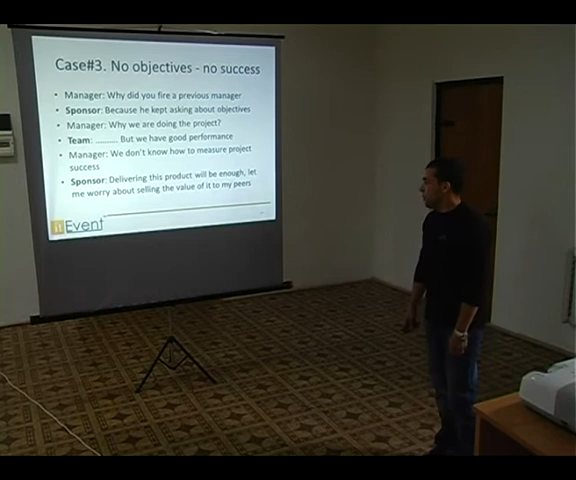 Case#3. No objectives - no success
• Manager: Why did you fire a previous manager
• Sponsor: Because he kept asking about objectives
• Manager: Why we are doing the project?
• Team: ______ But we have good performance
• Manager: We don't know how to measure project
success
• Sponsor: Delivering this product will be enough, let
me worry about selling the value of it to my peers
it Event